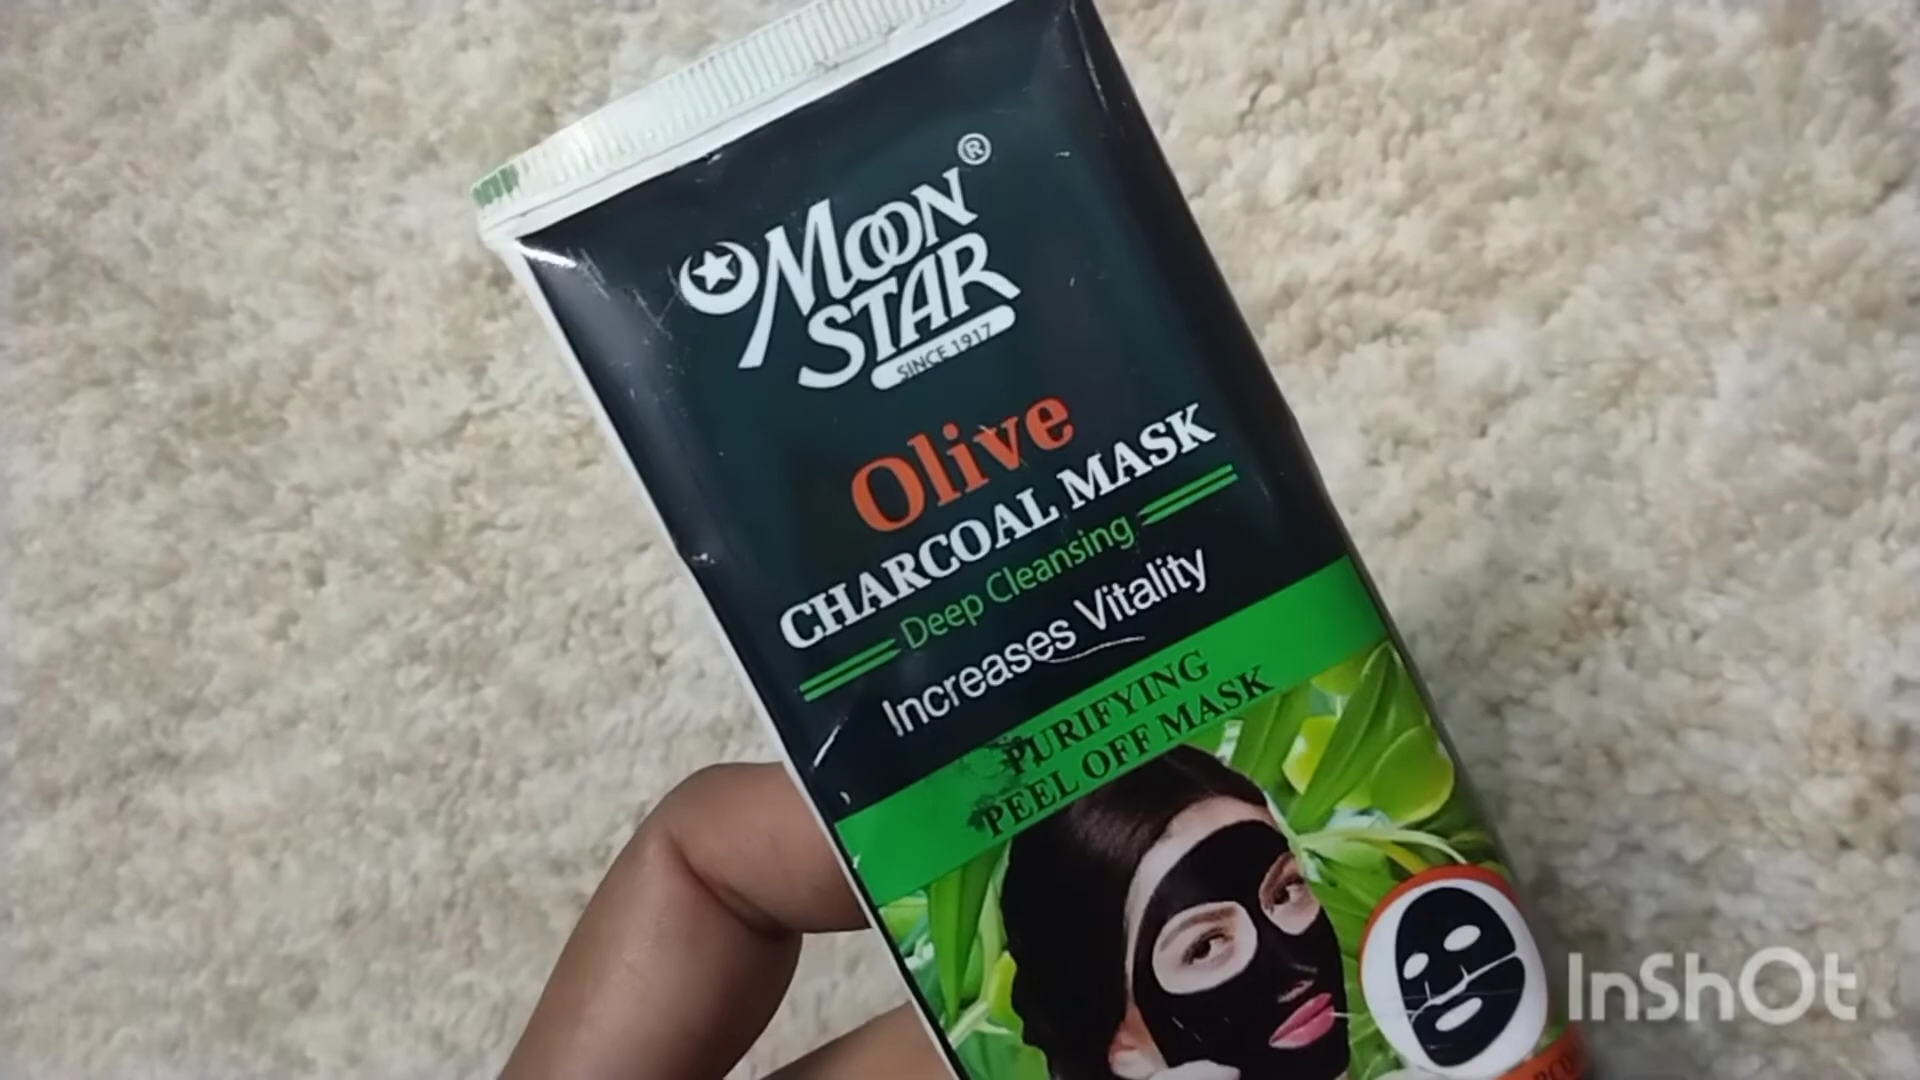 MOON
STAR
®
SINCE 1917
Olive
CHARCOAL MASK
Deep Cleansing
Increases Vitality
PURIFYING
PEEL OFF MASK
InShOt